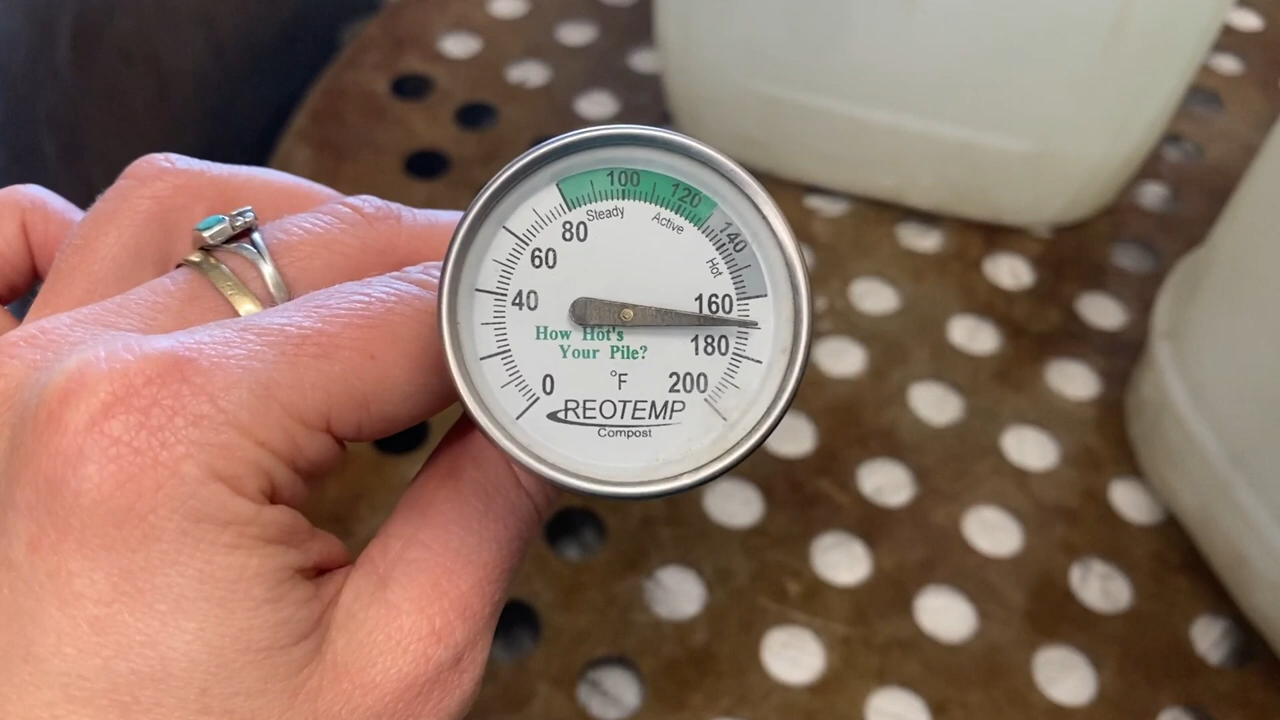 100
120
140
Steady
Active
Hot
80
60
40
160
180
How Hot's
Your Pile?
°F
0
200
REOTEMP
Compost